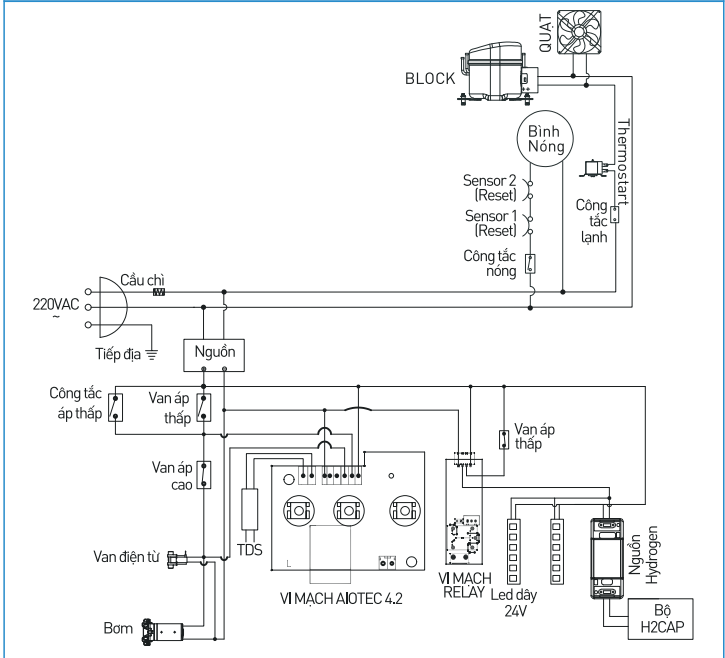 QUẠT
BLOCK
Bình
Nóng
Thermostart
Sensor 2
(Reset)
Sensor 1
(Reset)
Công
tắc
lạnh
Công tắc
nóng
Cầu chì
220VAC
~
Tiếp địa
Nguồn
Công tắc
áp thấp
Van áp
thấp
Van áp
thấp
Van áp
cao
Van điện từ
TDS
L
VỈ MẠCH AIOTEC 4.2
VỈ MẠCH
RELAY
Led dây
24V
Nguồn
Hydrogen
Bộ
H2CAP
Bơm